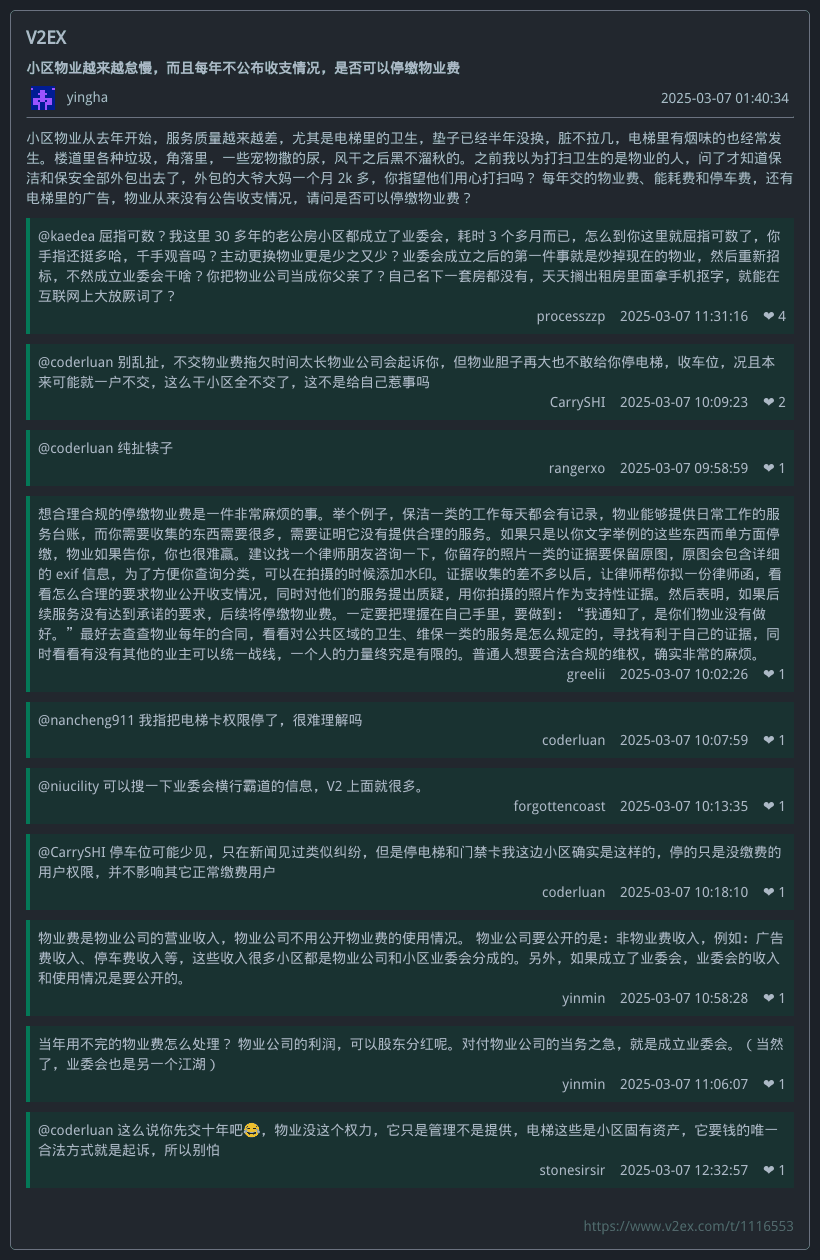 V2EX
小区物业越来越怠慢，而且每年不公布收支情况，是否可以停缴物业费
yingha
2025-03-07 01:40:34
小区物业从去年开始，服务质量越来越差，尤其是电梯里的卫生，垫子已经半年没换，脏不拉几，电梯里有烟味的也经常发
生。楼道里各种垃圾，角落里，一些宠物撒的尿，风干之后黑不溜秋的。之前我以为打扫卫生的是物业的人，问了才知道保
洁和保安全部外包出去了，外包的大爷大妈一个月 2k 多，你指望他们用心打扫吗？ 每年交的物业费、能耗费和停车费，还有
电梯里的广告，物业从来没有公告收支情况，请问是否可以停缴物业费？
@kaedea 屈指可数？我这里 30 多年的老公房小区都成立了业委会，耗时 3 个多月而已，怎么到你这里就屈指可数了，你
手指还挺多哈，千手观音吗？主动更换物业更是少之又少？业委会成立之后的第一件事就是炒掉现在的物业，然后重新招
标，不然成立业委会干啥？你把物业公司当成你父亲了？自己名下一套房都没有，天天搁出租房里面拿手机抠字，就能在
互联网上大放厥词了？
processzzp 2025-03-07 11:31:16 ❤ 4
@coderluan 别乱扯，不交物业费拖欠时间太长物业公司会起诉你，但物业胆子再大也不敢给你停电梯，收车位，况且本
来可能就一户不交，这么干小区全不交了，这不是给自己惹事吗
CarrySHI 2025-03-07 10:09:23 ❤ 2
@coderluan 纯扯犊子
rangerxo 2025-03-07 09:58:59 ❤ 1
想合理合规的停缴物业费是一件非常麻烦的事。举个例子，保洁一类的工作每天都会有记录，物业能够提供日常工作的服
务台账，而你需要收集的东西需要很多，需要证明它没有提供合理的服务。如果只是以你文字举例的这些东西而单方面停
缴，物业如果告你，你也很难赢。建议找一个律师朋友咨询一下，你留存的照片一类的证据要保留原图，原图会包含详细
的 exif 信息，为了方便你查询分类，可以在拍摄的时候添加水印。证据收集的差不多以后，让律师帮你拟一份律师函，看
看怎么合理的要求物业公开收支情况，同时对他们的服务提出质疑，用你拍摄的照片作为支持性证据。然后表明，如果后
续服务没有达到承诺的要求，后续将停缴物业费。一定要把理握在自己手里，要做到：“我通知了，是你们物业没有做
好。”最好去查查物业每年的合同，看看对公共区域的卫生、维保一类的服务是怎么规定的，寻找有利于自己的证据，同
时看看有没有其他的业主可以统一战线，一个人的力量终究是有限的。普通人想要合法合规的维权，确实非常的麻烦。
greelii 2025-03-07 10:02:26 ❤ 1
@nancheng911 我指把电梯卡权限停了，很难理解吗
coderluan 2025-03-07 10:07:59 ❤ 1
@niucility 可以搜一下业委会横行霸道的信息，V2 上面就很多。
forgottencoast 2025-03-07 10:13:35 ❤ 1
@CarrySHI 停车位可能少见，只在新闻见过类似纠纷，但是停电梯和门禁卡我这边小区确实是这样的，停的只是没缴费的
用户权限，并不影响其它正常缴费用户
coderluan 2025-03-07 10:18:10 ❤ 1
物业费是物业公司的营业收入，物业公司不用公开物业费的使用情况。 物业公司要公开的是：非物业费收入，例如：广告
费收入、停车费收入等，这些收入很多小区都是物业公司和小区业委会分成的。另外，如果成立了业委会，业委会的收入
和使用情况是要公开的。
yinmin 2025-03-07 10:58:28 ❤ 1
当年用不完的物业费怎么处理？ 物业公司的利润，可以股东分红呢。对付物业公司的当务之急，就是成立业委会。（当然
了，业委会也是另一个江湖）
yinmin 2025-03-07 11:06:07 ❤ 1
@coderluan 这么说你先交十年吧😂，物业没这个权力，它只是管理不是提供，电梯这些是小区固有资产，它要钱的唯一
合法方式就是起诉，所以别怕
stonesirsir 2025-03-07 12:32:57 ❤ 1
https://www.v2ex.com/t/1116553